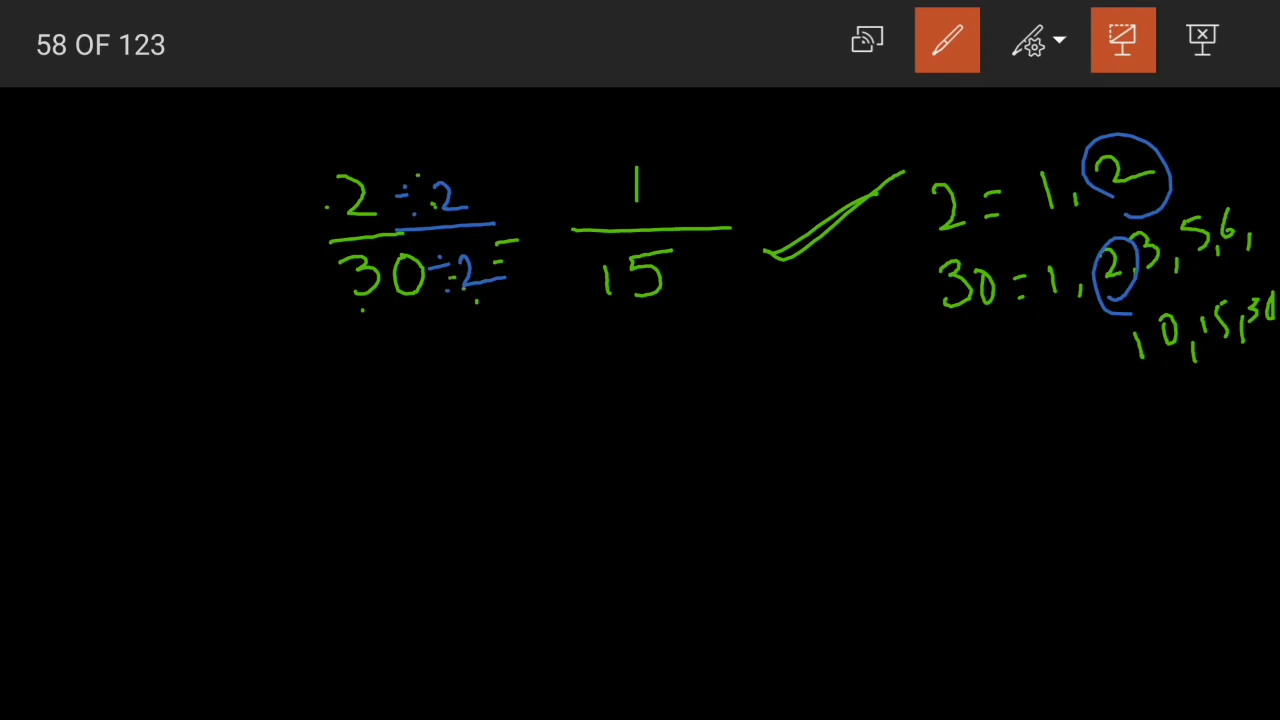 58 OF 123
2 ÷ 2 / 30 ÷ 2 = 1 / 15
2 = 1, 2
30 = 1, 2, 3, 5, 6,
10, 15, 30